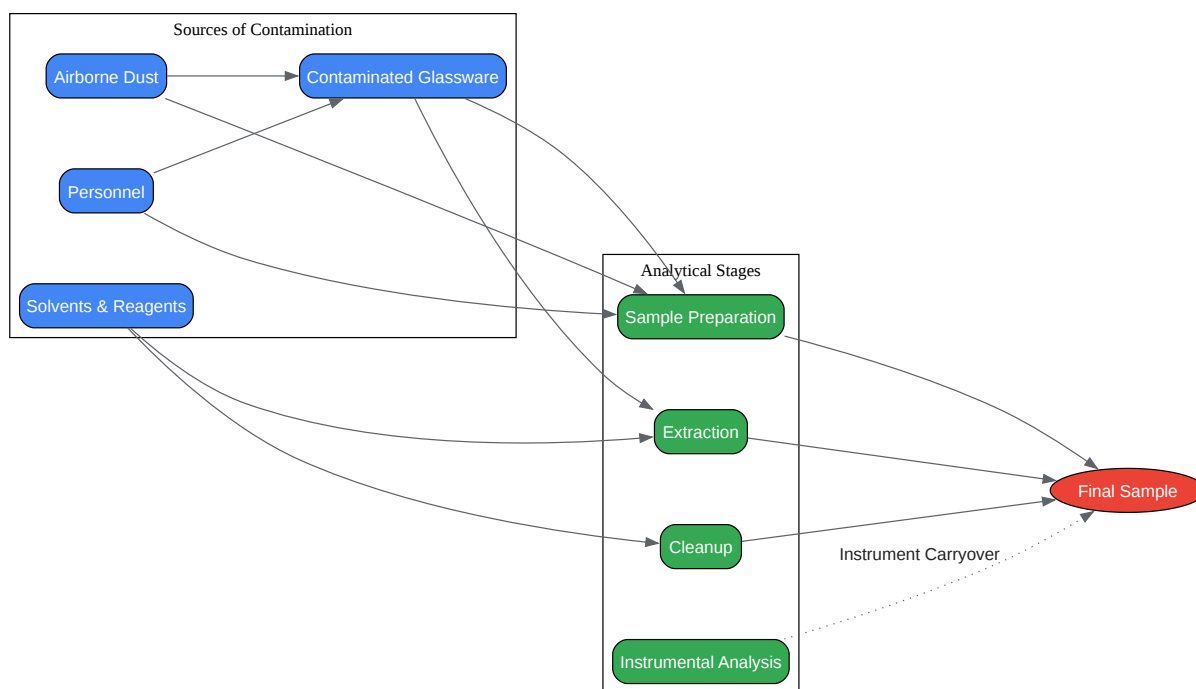 Sources of Contamination
Airborne Dust
Contaminated Glassware
Personnel
Solvents & Reagents
Analytical Stages
Sample Preparation
Extraction
Cleanup
Instrumental Analysis
Instrument Carryover
Final Sample